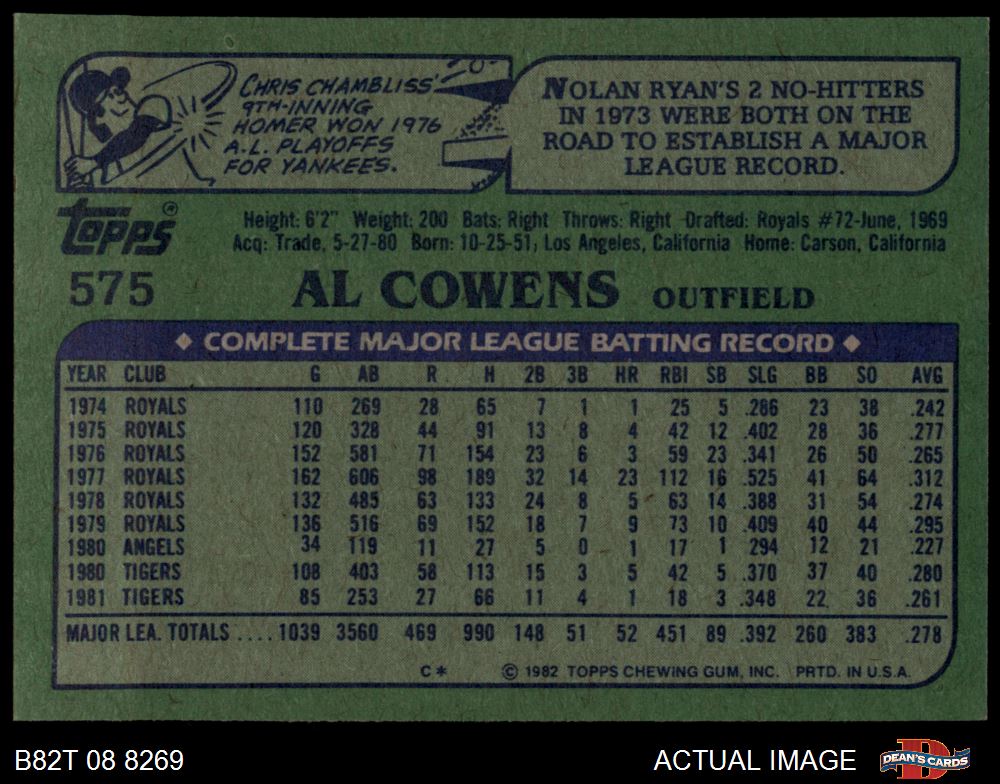 CHRIS CHAMBLISS'
9TH-INNING
HOMER WON 1976
A.L. PLAYOFFS
FOR YANKEES.
NOLAN RYAN'S 2 NO-HITTERS
IN 1973 WERE BOTH ON THE
ROAD TO ESTABLISH A MAJOR
LEAGUE RECORD.
topps®
Height: 6'2" Weight: 200 Bats: Right Throws: Right Drafted: Royals #72-June, 1969
Acq: Trade, 5-27-80 Born: 10-25-51, Los Angeles, California Home: Carson, California
575 AL COWENS OUTFIELD
◆ COMPLETE MAJOR LEAGUE BATTING RECORD ◆
YEAR CLUB G AB R H 2B 3B HR RBI SB SLG BB SO AVG
1974 ROYALS 110 269 28 65 7 1 1 25 5 .286 23 38 .242
1975 ROYALS 120 328 44 91 13 8 4 42 12 .402 28 36 .277
1976 ROYALS 152 581 71 154 23 6 3 59 23 .341 26 50 .265
1977 ROYALS 162 606 98 189 32 14 23 112 16 .525 41 64 .312
1978 ROYALS 132 485 63 133 24 8 5 63 14 .388 31 54 .274
1979 ROYALS 136 516 69 152 18 7 9 73 10 .409 40 44 .295
1980 ANGELS 34 119 11 27 5 0 1 17 1 .294 12 21 .227
1980 TIGERS 108 403 58 113 15 3 5 42 5 .370 37 40 .280
1981 TIGERS 85 253 27 66 11 4 1 18 3 .348 22 36 .261
MAJOR LEA. TOTALS .... 1039 3560 469 990 148 51 52 451 89 .392 260 383 .278
C* © 1982 TOPPS CHEWING GUM, INC. PRTD. IN U.S.A.
B82T 08 8269 ACTUAL IMAGE
DEAN'S CARDS